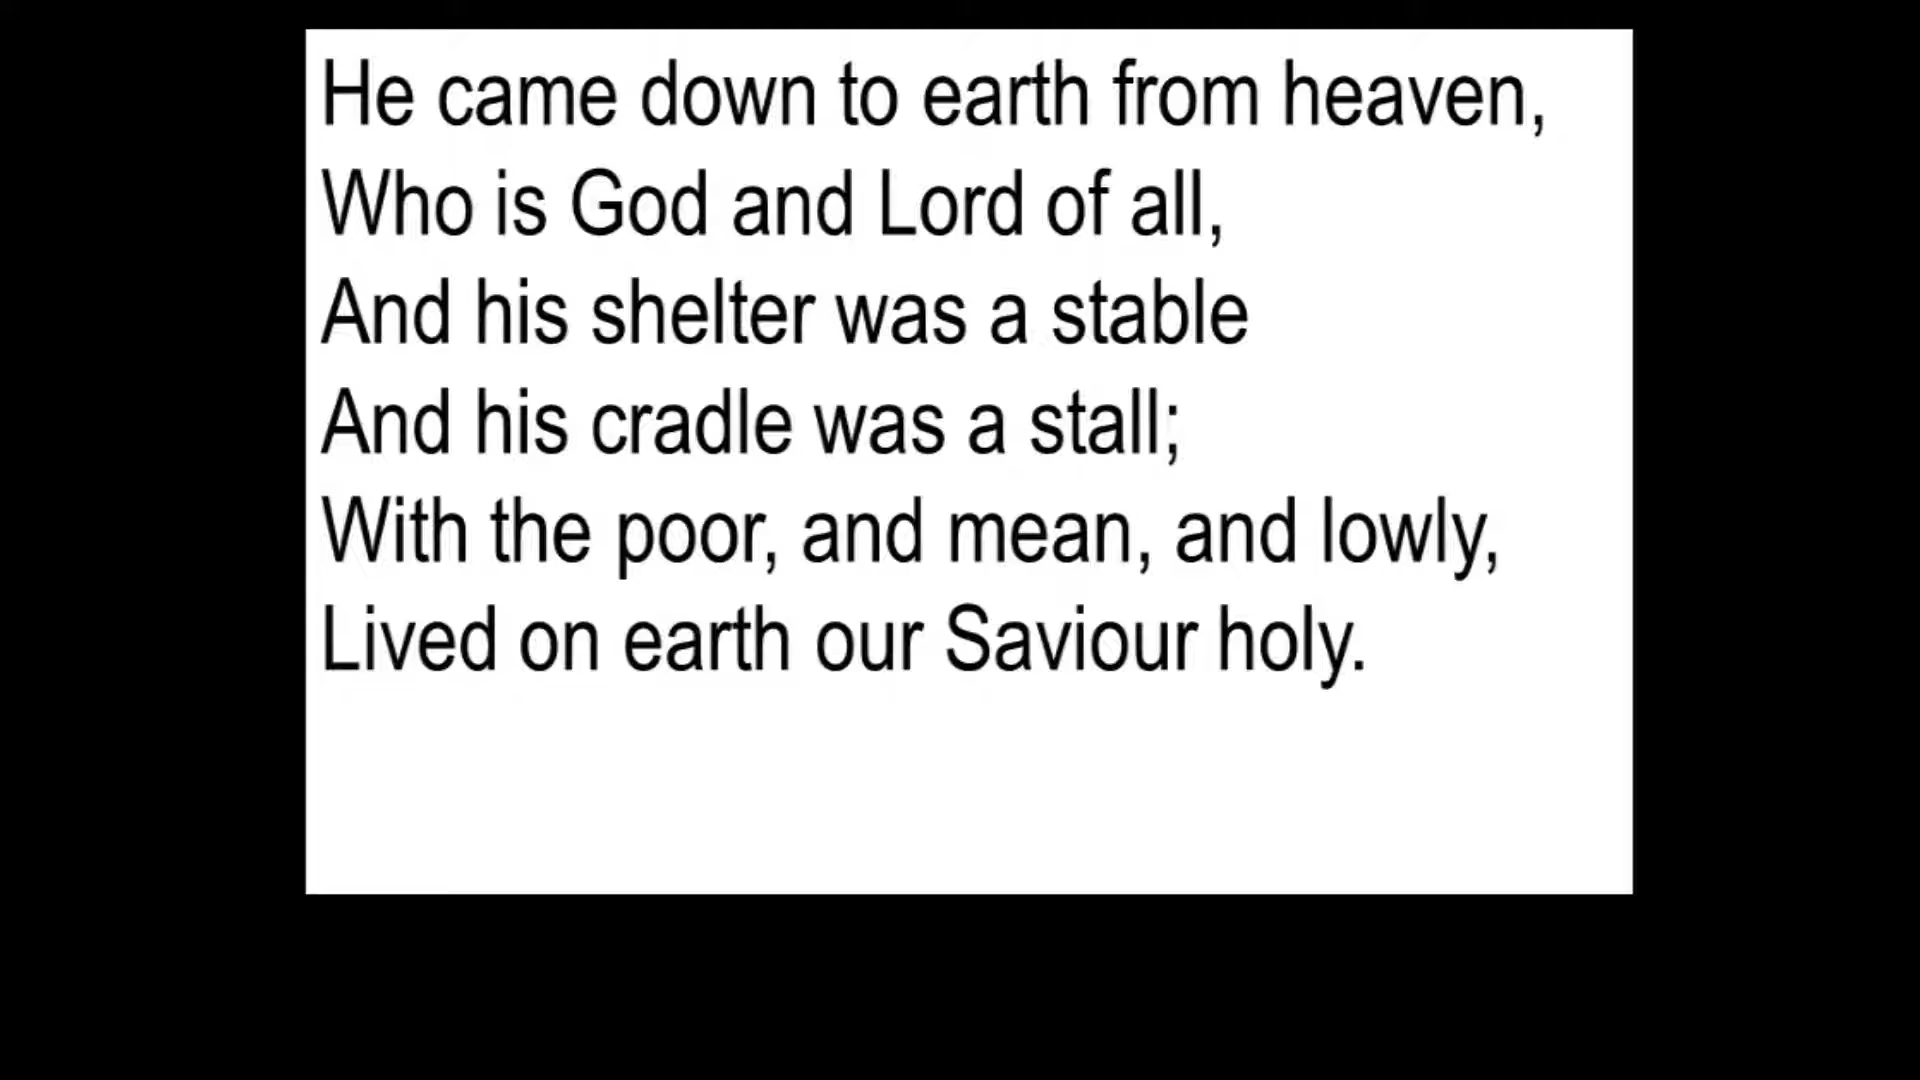 He came down to earth from heaven,
Who is God and Lord of all,
And his shelter was a stable
And his cradle was a stall;
With the poor, and mean, and lowly,
Lived on earth our Saviour holy.